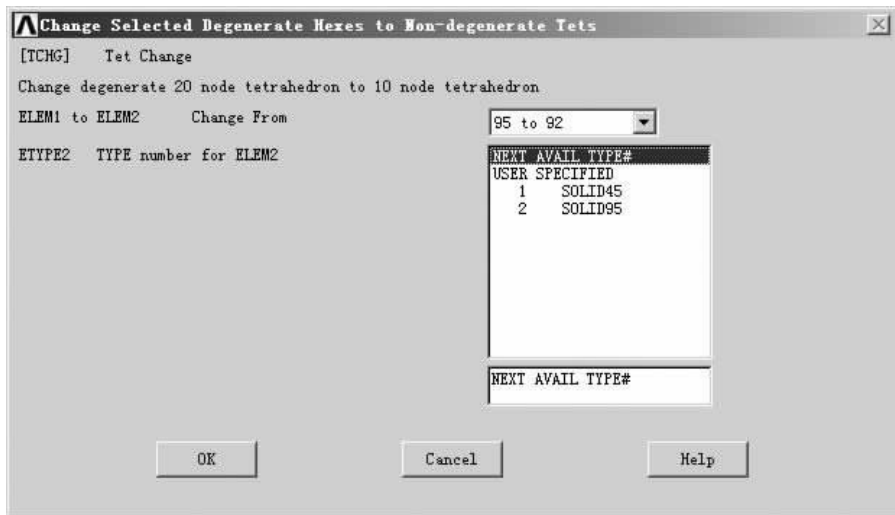 Change Selected Degenerate Hexes to Non-degenerate Tets
[TCHG] Tet Change
Change degenerate 20 node tetrahedron to 10 node tetrahedron
ELEM1 to ELEM2 Change From 95 to 92
ETYPE2 TYPE number for ELEM2 NEXT AVAIL TYPE#
USER SPECIFIED
1 SOLID45
2 SOLID95
NEXT AVAIL TYPE#
OK Cancel Help